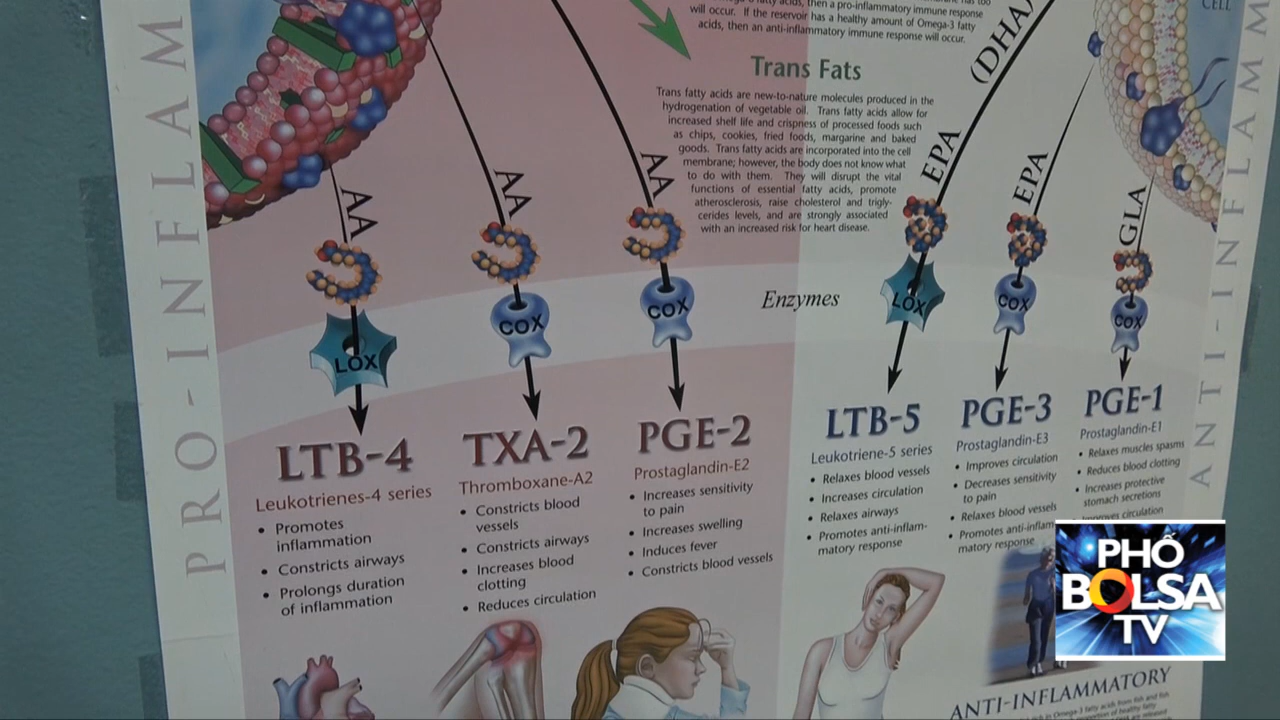 PRO-INFLAM
then a pro-inflammatory immune response
will occur. If the reservoir has a healthy amount of Omega-3 fatty
acids, then an anti-inflammatory immune response will occur.
Trans Fats
Trans fatty acids are new-to-nature molecules produced in the
hydrogenation of vegetable oil. Trans fatty acids allow for
increased shelf life and crispness of processed foods such
as chips, cookies, fried foods, margarine and baked
goods. Trans fatty acids are incorporated into the cell
membrane; however, the body does not know what
to do with them. They will disrupt the vital
functions of essential fatty acids, promote
atherosclerosis, raise cholesterol and trigly-
cerides levels, and are strongly associated
with an increased risk for heart disease.
CELL
AA
AA
AA
EPA (DHA)
EPA
GLA
Enzymes
LOX
COX
COX
LOX
COX
COX
LTB-4
Leukotrienes-4 series
• Promotes
inflammation
• Constricts airways
• Prolongs duration
of inflammation
TXA-2
Thromboxane-A2
• Constricts blood
vessels
• Constricts airways
• Increases blood
clotting
• Reduces circulation
PGE-2
Prostaglandin-E2
• Increases sensitivity
to pain
• Increases swelling
• Induces fever
• Constricts blood vessels
LTB-5
Leukotriene-5 series
• Relaxes blood vessels
• Increases circulation
• Relaxes airways
• Promotes anti-inflam-
matory response
PGE-3
Prostaglandin-E3
• Improves circulation
• Decreases sensitivity
to pain
• Relaxes blood vessels
• Promotes anti-inflam
matory response
PGE-1
Prostaglandin-E1
• Relaxes muscles spasms
• Reduces blood clotting
• Increases protective
stomach secretions
• Improves circulation
ANTI-INFLAMM
ANTI-INFLAMMATORY
PHỐ
BOLSA
TV